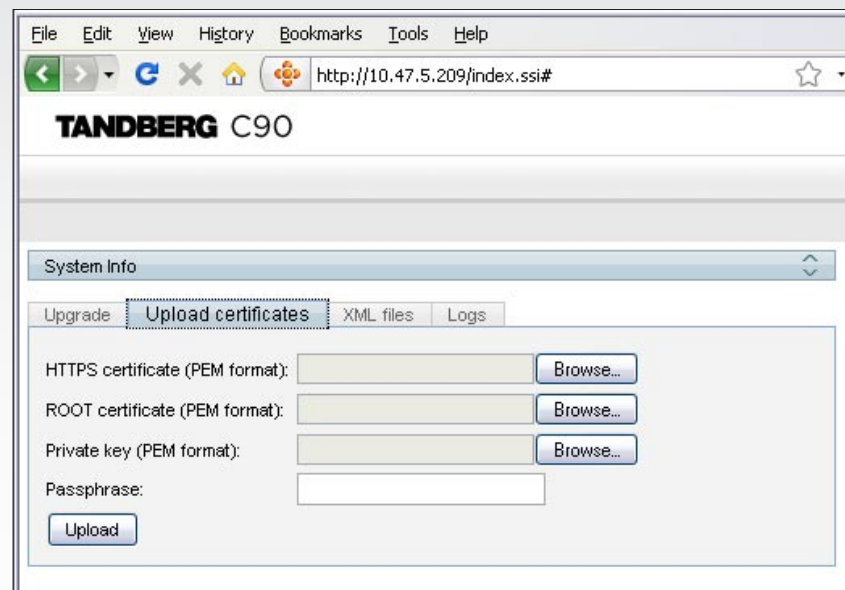 File Edit View History Bookmarks Tools Help
http://10.47.5.209/index.ssi#
TANDBERG C90
System Info
Upgrade Upload certificates XML files Logs
HTTPS certificate (PEM format): Browse...
ROOT certificate (PEM format): Browse...
Private key (PEM format): Browse...
Passphrase:
Upload